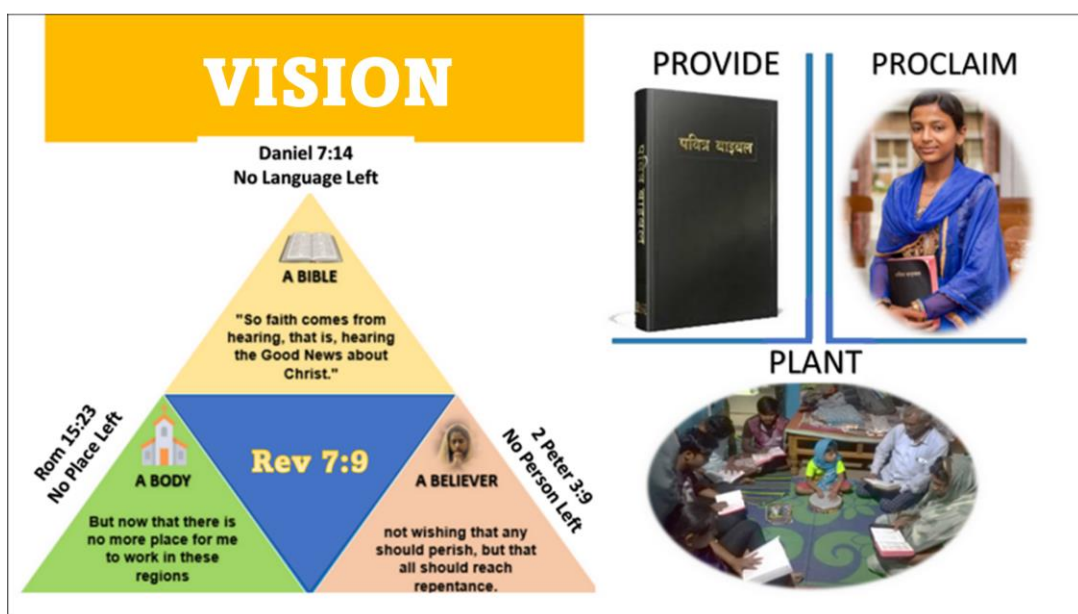 VISION
Daniel 7:14
No Language Left
A BIBLE
"So faith comes from
hearing, that is, hearing
the Good News about
Christ."
Rom 15:23
No Place Left
A BODY
But now that there is
no more place for me
to work in these
regions
Rev 7:9
2 Peter 3:9
No Person Left
A BELIEVER
not wishing that any
should perish, but that
all should reach
repentance.
PROVIDE
पवित्र बाइबल
पवित्र बाइबल
PROCLAIM
PLANT